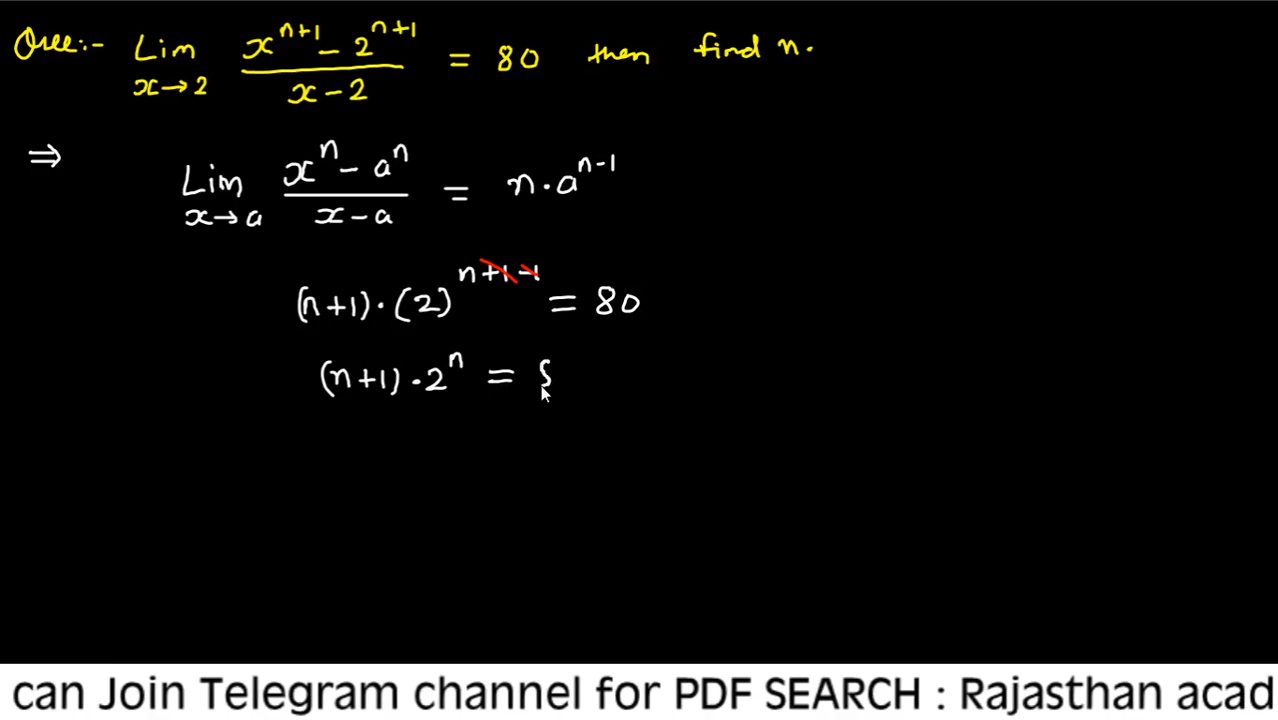 Que:- Lim x→2 (x^{n+1} - 2^{n+1})/(x-2) = 80 then find n.
⇒ Lim x→a (x^n - a^n)/(x-a) = n·a^{n-1}
(n+1)·(2)^{n+1-1} = 80
(n+1)·2^n =
can Join Telegram channel for PDF SEARCH : Rajasthan acad